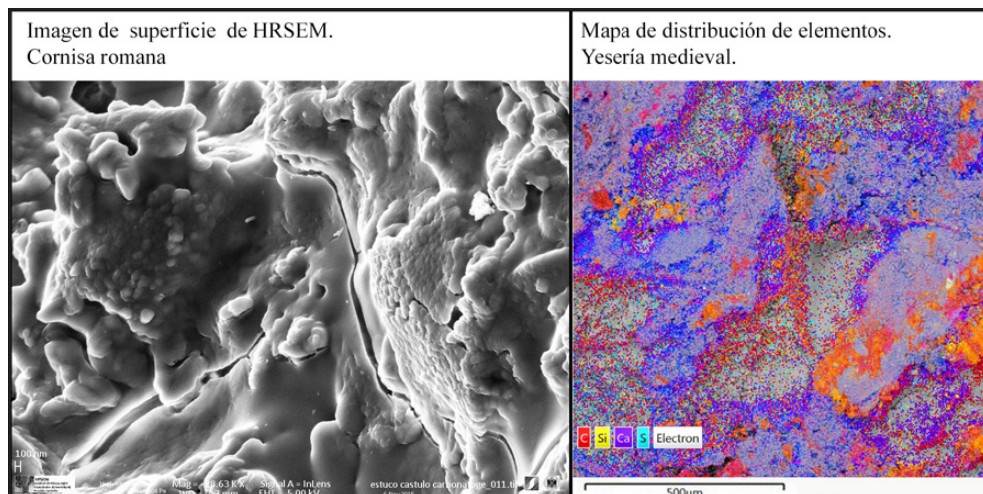 Imagen de superficie de HRSEM.
Cornisa romana
Mapa de distribución de elementos.
Yesería medieval.
100 nm
Signal A = InLens
estuco castulo
EHT = 5.00 kV
C Si Ca S Electron
500µm